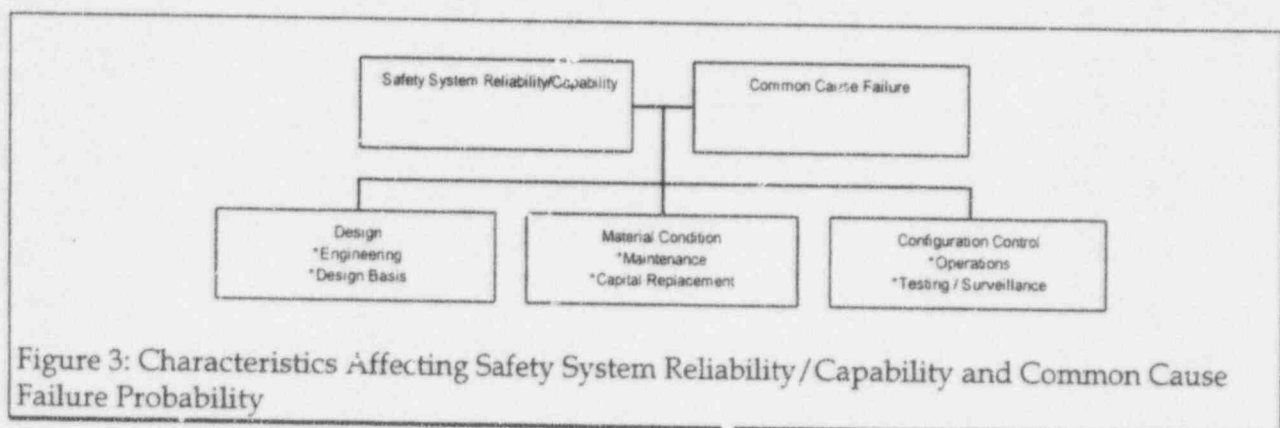 Safety System Reliability/Capability
Common Cause Failure
Design
*Engineering
*Design Basis
Material Condition
*Maintenance
*Capital Replacement
Configuration Control
*Operations
*Testing / Surveillance
Figure 3: Characteristics Affecting Safety System Reliability/Capability and Common Cause
Failure Probability